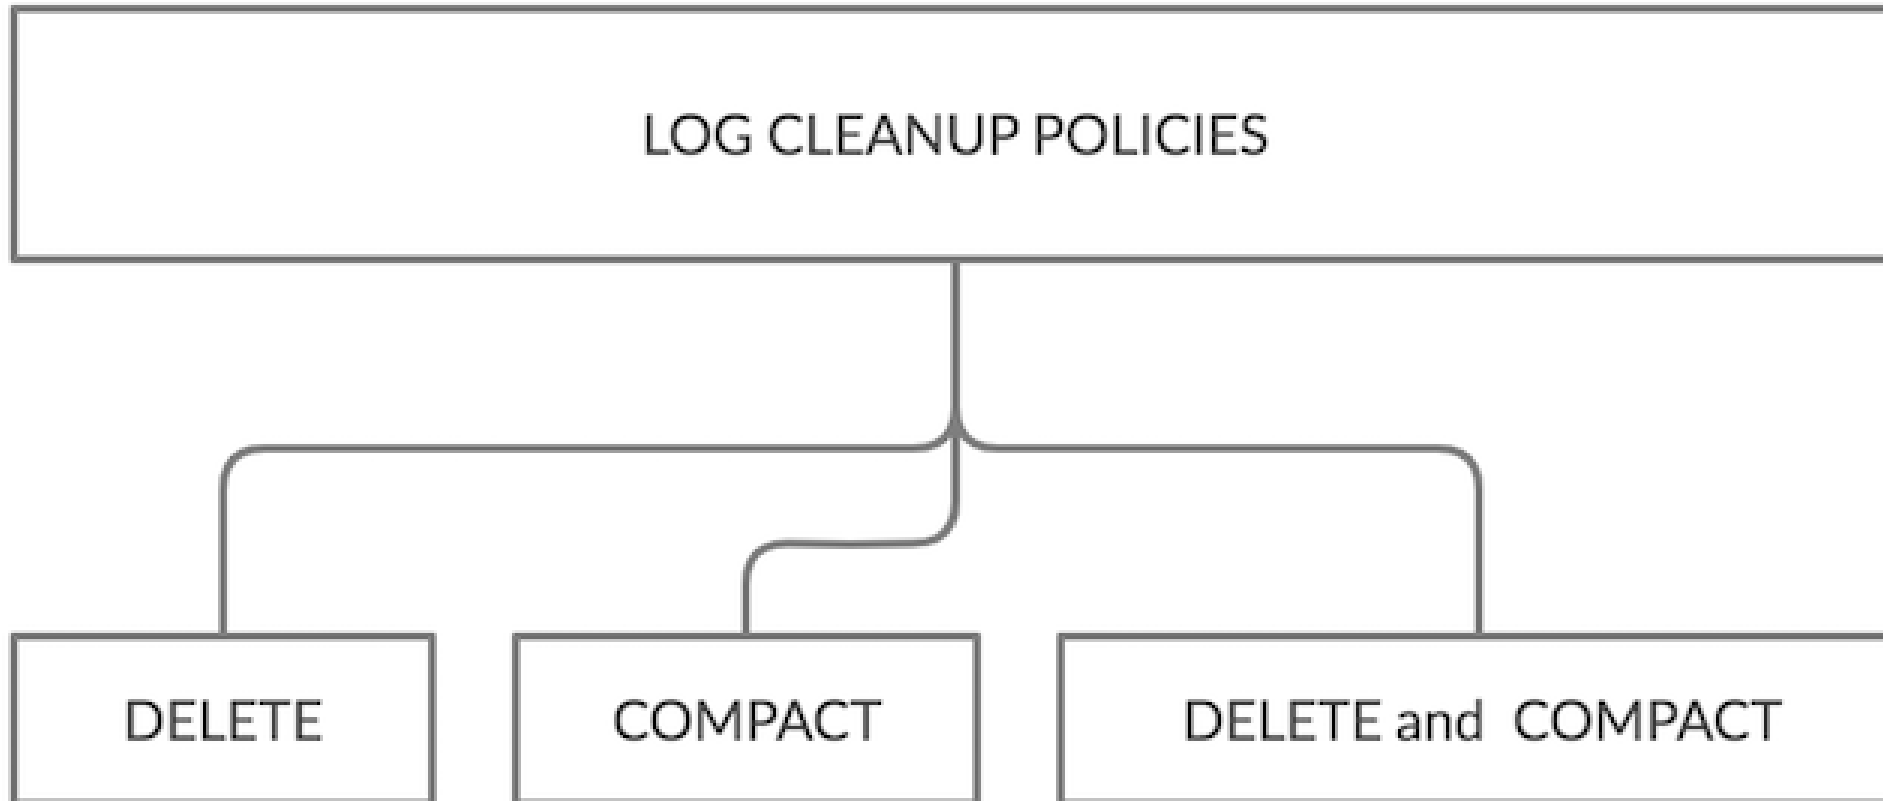 LOG CLEANUP POLICIES
DELETE
COMPACT
DELETE and  COMPACT